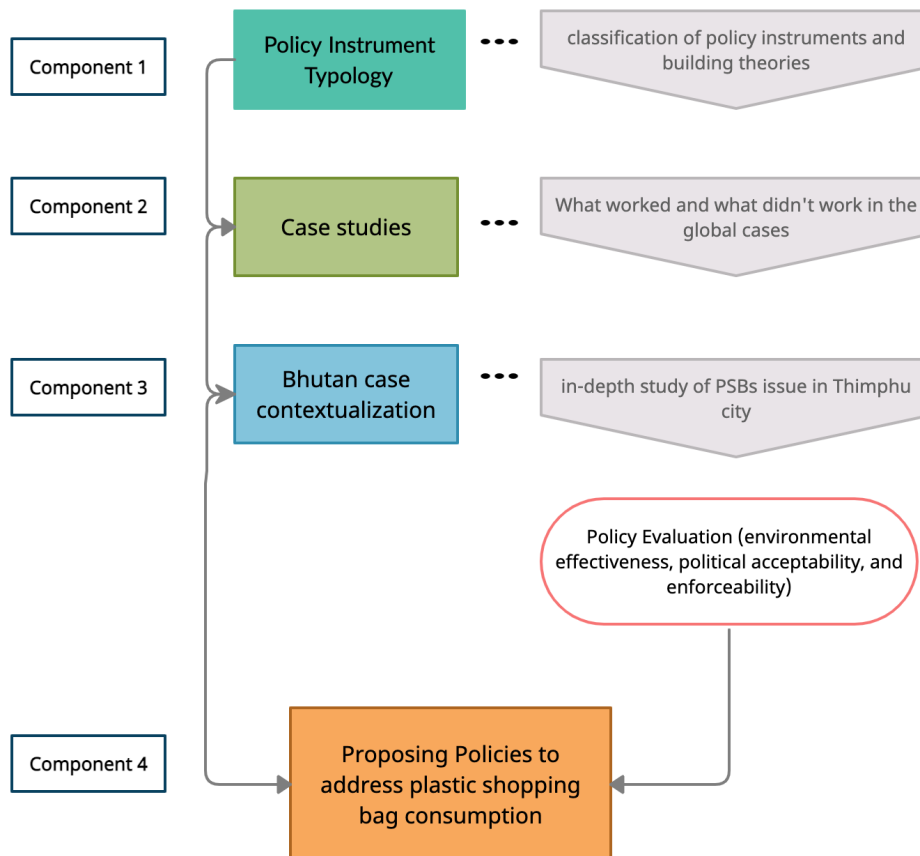 Component 1
Policy Instrument
Typology
classification of policy instruments and
building theories
Component 2
Case studies
What worked and what didn't work in the
global cases
Component 3
Bhutan case
contextualization
in-depth study of PSBs issue in Thimphu
city
Policy Evaluation (environmental
effectiveness, political acceptability, and
enforceability)
Component 4
Proposing Policies to
address plastic shopping
bag consumption